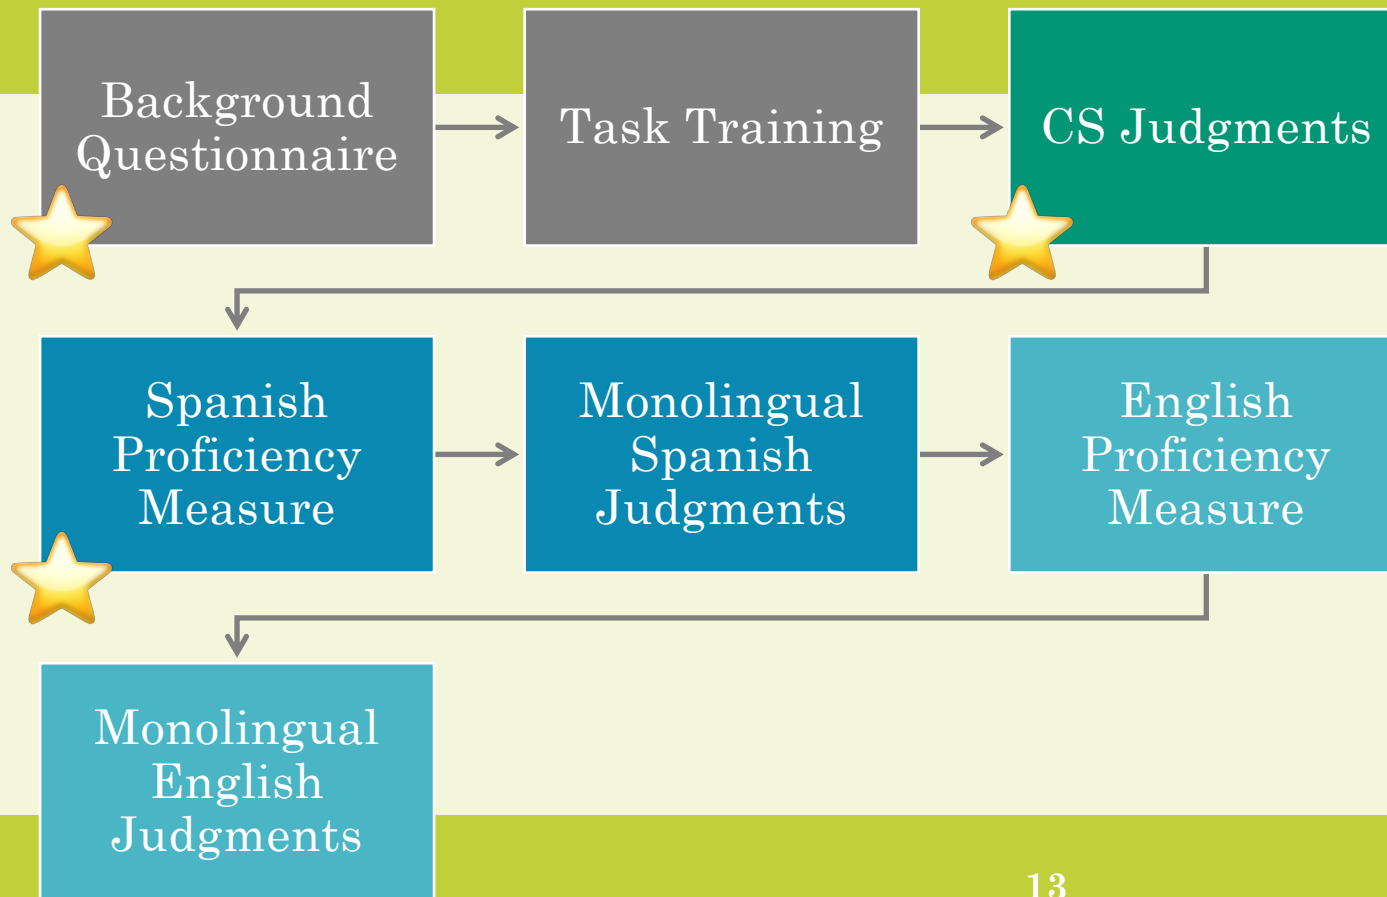 Background
Questionnaire
Task Training
CS Judgments
Spanish
Proficiency
Measure
Monolingual
Spanish
Judgments
English
Proficiency
Measure
Monolingual
English
Judgments
13